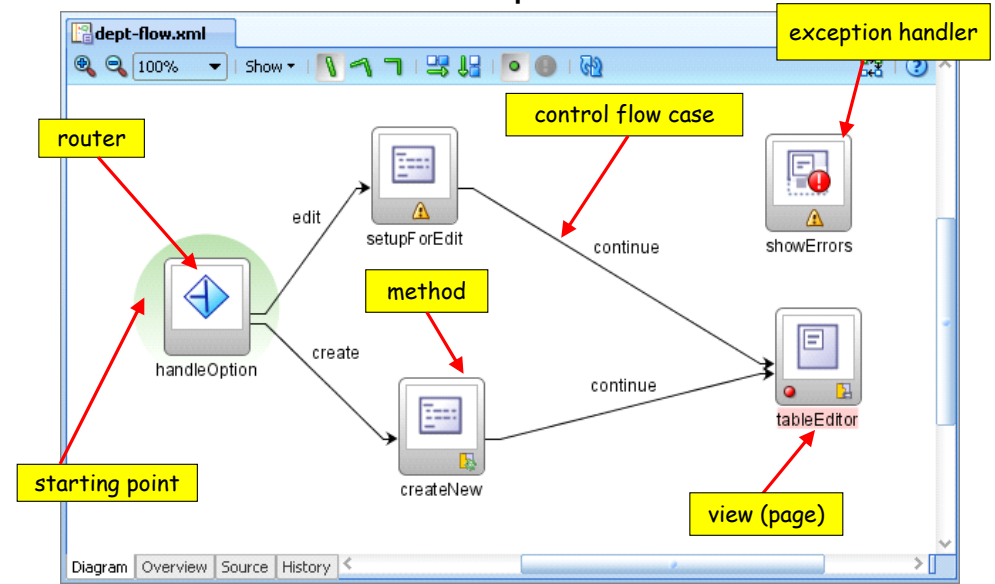 dept-flow.xml
exception handler
100%
Show
router
control flow case
edit
setupForEdit
continue
showErrors
method
handleOption
create
continue
tableEditor
starting point
createNew
view (page)
Diagram
Overview
Source
History